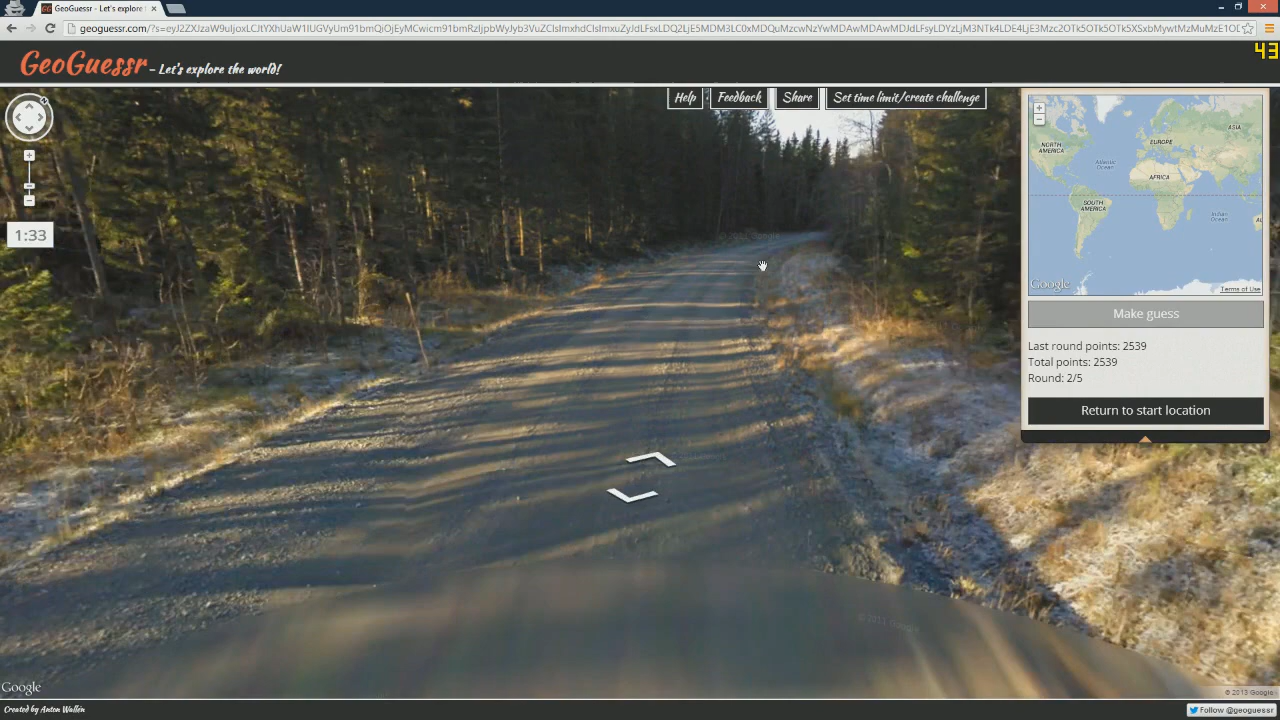 GeoGuessr - Let's explore
geoguessr.com/?s=
43
GeoGuessr - Let's explore the world!
Help
Feedback
Share
Set time limit/create challenge
1:33
NORTH AMERICA
EUROPE
ASIA
Atlantic Ocean
AFRICA
SOUTH AMERICA
Indian Ocean
AU
Google
Terms of Use
Make guess
Last round points: 2539
Total points: 2539
Round: 2/5
Return to start location
© 2013 Google
Google
© 2013 Google
Created by Anton Wallén
Follow @geoguessr